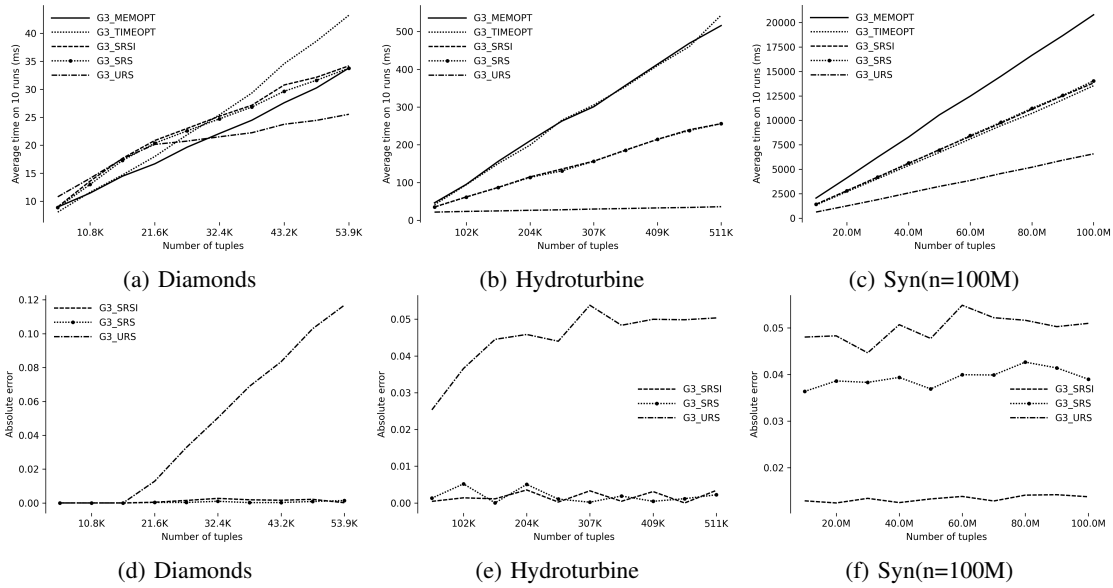 G3_MEMOPT
G3_TIMEOPT
G3_SRSI
G3_SRS
G3_URS
Average time on 10 runs (ms)
40
35
30
25
20
15
10
10.8K 21.6K 32.4K 43.2K 53.9K
Number of tuples
(a) Diamonds
G3_MEMOPT
G3_TIMEOPT
G3_SRSI
G3_SRS
G3_URS
Average time on 10 runs (ms)
500
400
300
200
100
0
102K 204K 307K 409K 511K
Number of tuples
(b) Hydroturbine
G3_MEMOPT
G3_TIMEOPT
G3_SRSI
G3_SRS
G3_URS
Average time on 10 runs (ms)
20000
17500
15000
12500
10000
7500
5000
2500
0
20.0M 40.0M 60.0M 80.0M 100.0M
Number of tuples
(c) Syn(n=100M)
G3_SRSI
G3_SRS
G3_URS
Absolute error
0.12
0.10
0.08
0.06
0.04
0.02
0.00
10.8K 21.6K 32.4K 43.2K 53.9K
Number of tuples
(d) Diamonds
G3_SRSI
G3_SRS
G3_URS
Absolute error
0.05
0.04
0.03
0.02
0.01
0.00
102K 204K 307K 409K 511K
Number of tuples
(e) Hydroturbine
G3_SRSI
G3_SRS
G3_URS
Absolute error
0.05
0.04
0.03
0.02
20.0M 40.0M 60.0M 80.0M 100.0M
Number of tuples
(f) Syn(n=100M)